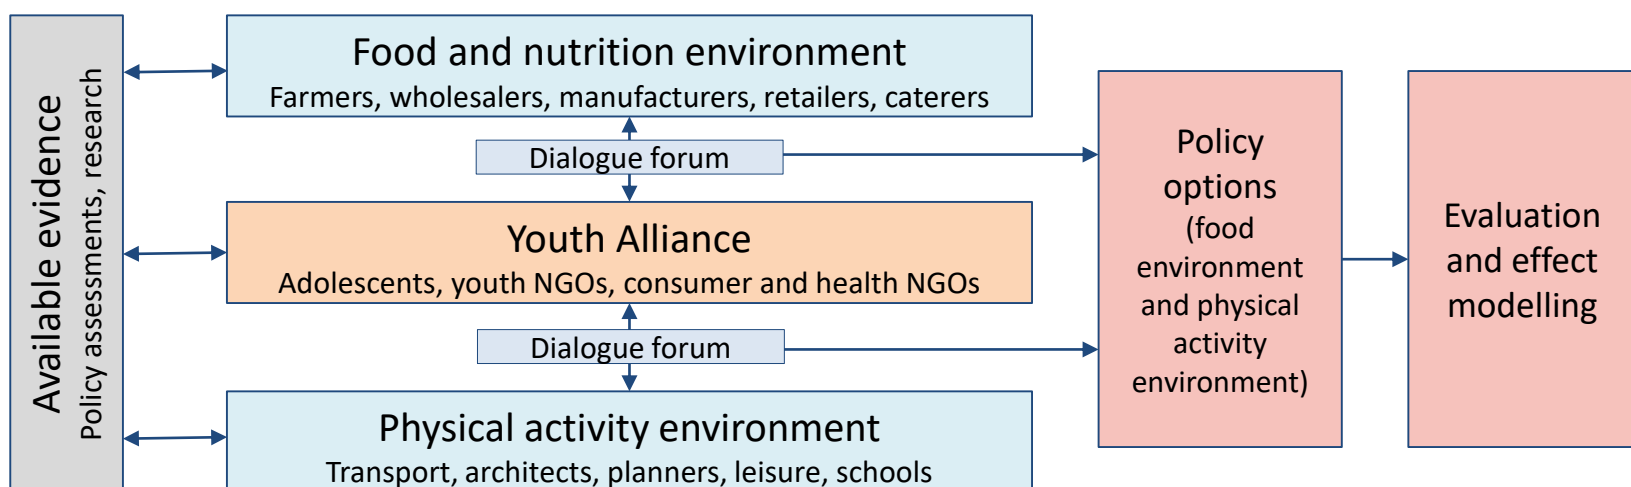 Available evidence
Policy assessments, research
Food and nutrition environment
Farmers, wholesalers, manufacturers, retailers, caterers
Dialogue forum
Youth Alliance
Adolescents, youth NGOs, consumer and health NGOs
Dialogue forum
Physical activity environment
Transport, architects, planners, leisure, schools
Policy
options
(food
environment
and physical
activity
environment)
Evaluation
and effect
modelling